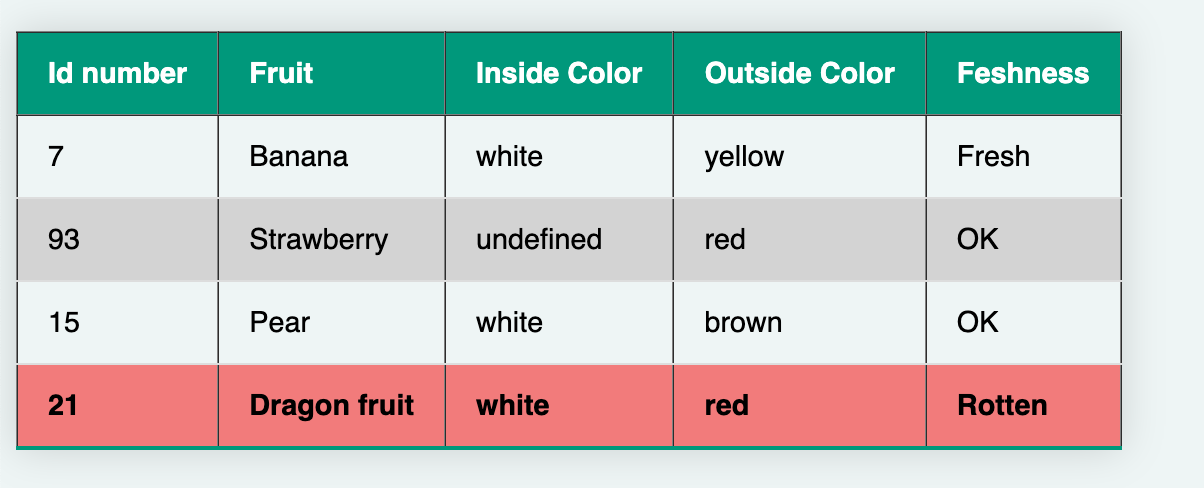 Id number Fruit Inside Color Outside Color Feshness
7 Banana white yellow Fresh
93 Strawberry undefined red OK
15 Pear white brown OK
21 Dragon fruit white red Rotten